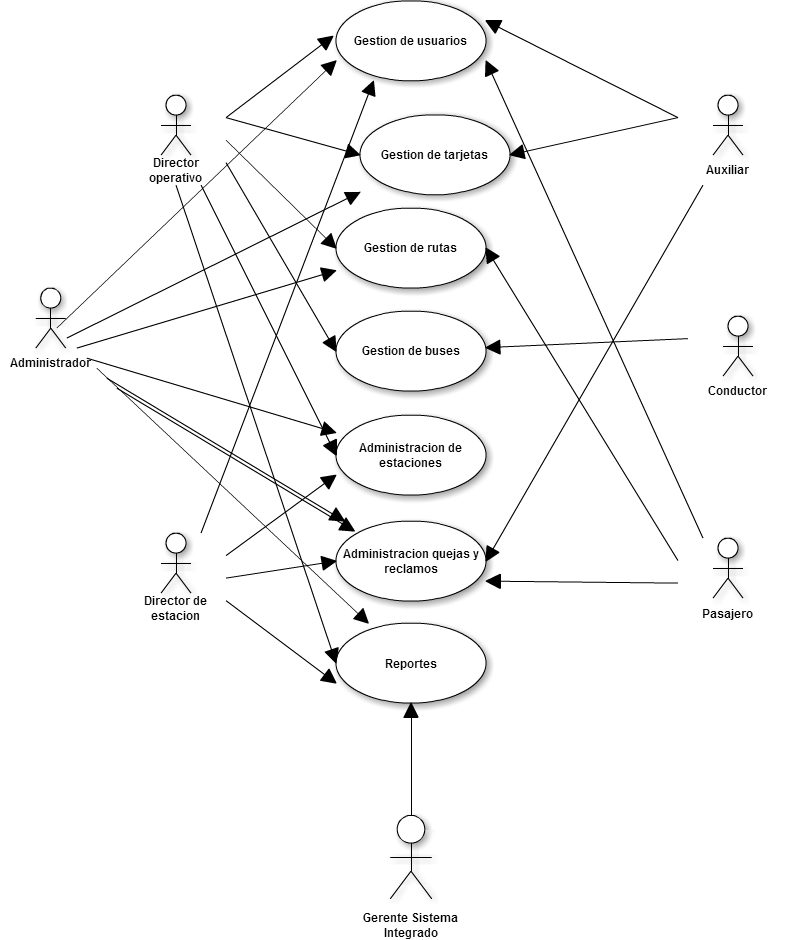 Gestion de usuarios
Director
operativo
Gestion de tarjetas
Auxiliar
Gestion de rutas
Administrador
Gestion de buses
Conductor
Administracion de
estaciones
Administracion quejas y
reclamos
Director de
estacion
Pasajero
Reportes
Gerente Sistema
Integrado